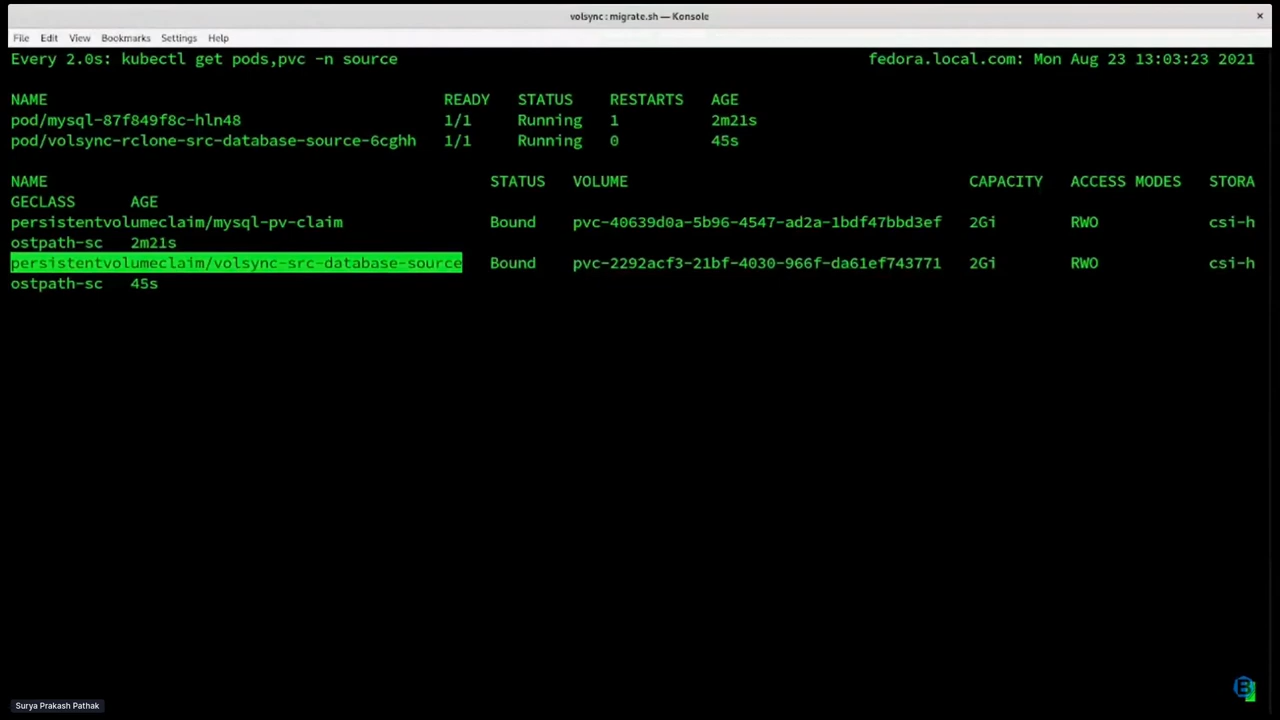 volsync : migrate.sh — Konsole
File Edit View Bookmarks Settings Help
Every 2.0s: kubectl get pods,pvc -n source fedora.local.com: Mon Aug 23 13:03:23 2021
NAME READY STATUS RESTARTS AGE
pod/mysql-87f849f8c-hln48 1/1 Running 1 2m21s
pod/volsync-rclone-src-database-source-6cghh 1/1 Running 0 45s
NAME STATUS VOLUME CAPACITY ACCESS MODES STORA
GECLASS AGE
persistentvolumeclaim/mysql-pv-claim Bound pvc-40639d0a-5b96-4547-ad2a-1bdf47bbd3ef 2Gi RWO csi-h
ostpath-sc 2m21s
persistentvolumeclaim/volsync-src-database-source Bound pvc-2292acf3-21bf-4030-966f-da61ef743771 2Gi RWO csi-h
ostpath-sc 45s
Surya Prakash Pathak